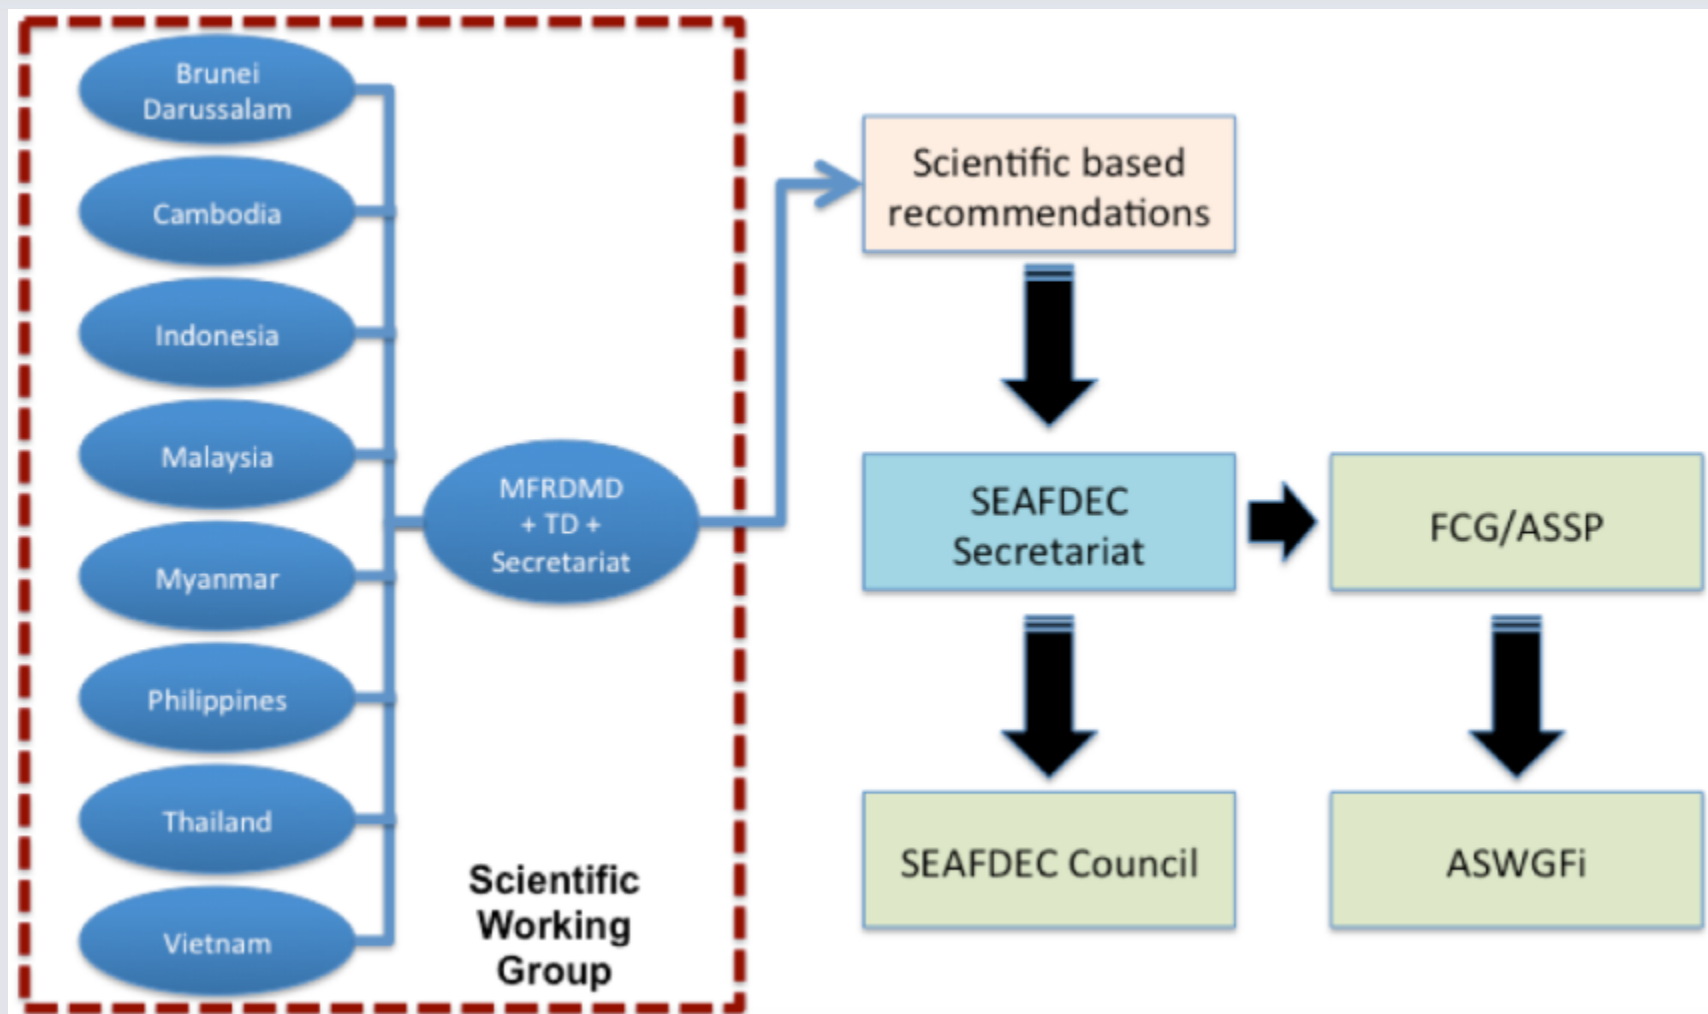 Brunei
Darussalam
Cambodia
Indonesia
Malaysia
Myanmar
Philippines
Thailand
Vietnam
MFRDMD
+ TD +
Secretariat
Scientific
Working
Group
Scientific based
recommendations
SEAFDEC
Secretariat
FCG/ASSP
SEAFDEC Council
ASWGFi